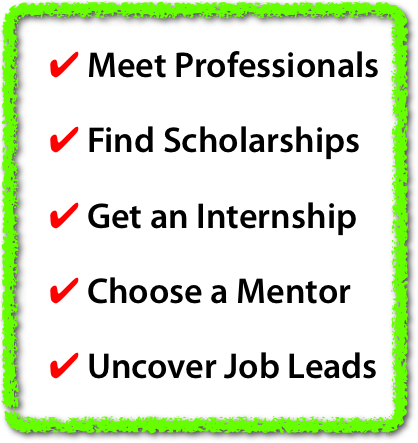 ✔ Meet Professionals
✔ Find Scholarships
✔ Get an Internship
✔ Choose a Mentor
✔ Uncover Job Leads